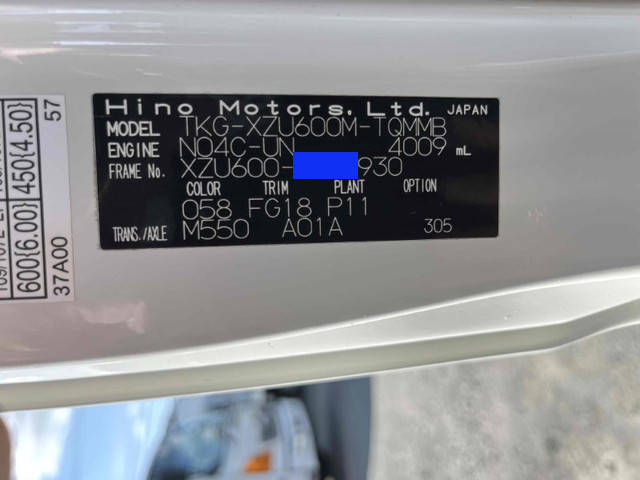 Hino Motors, Ltd. JAPAN
MODEL TKG-XZU600M-TQMMB
ENGINE N04C-UN 4009 mL
FRAME No. XZU600- 930
COLOR TRIM PLANT OPTION
058 FG18 P11
TRANS./AXLE M550 A01A 305
600{6.00} 450(4.50)
37A00 57